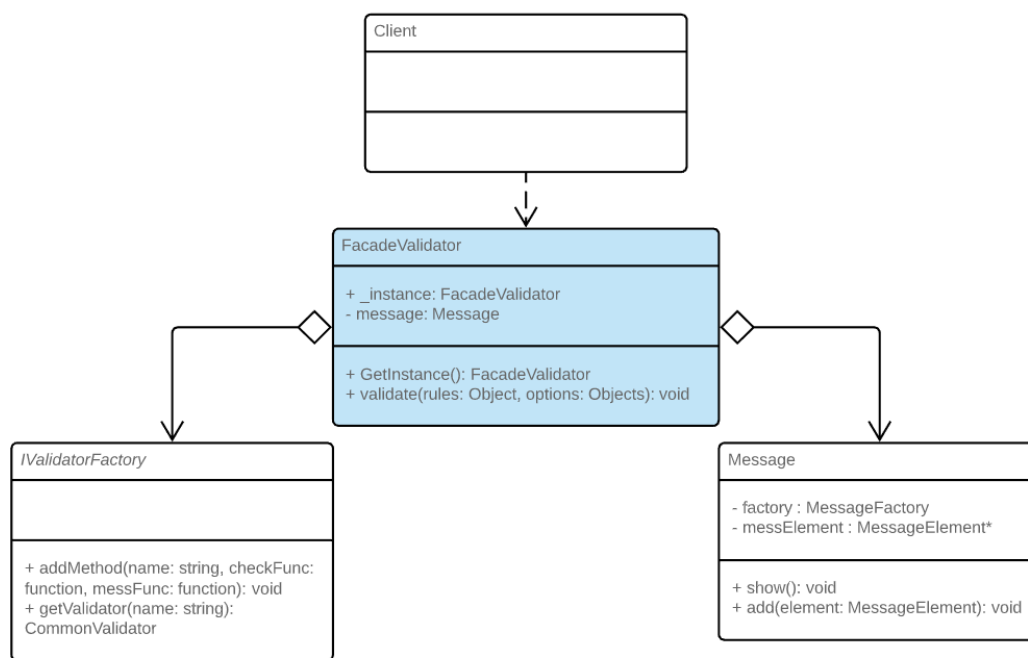 Client
FacadeValidator
+ _instance: FacadeValidator
- message: Message
+ GetInstance(): FacadeValidator
+ validate(rules: Object, options: Objects): void
IValidatorFactory
+ addMethod(name: string, checkFunc:
function, messFunc: function): void
+ getValidator(name: string):
CommonValidator
Message
- factory : MessageFactory
- messElement : MessageElement*
+ show(): void
+ add(element: MessageElement): void